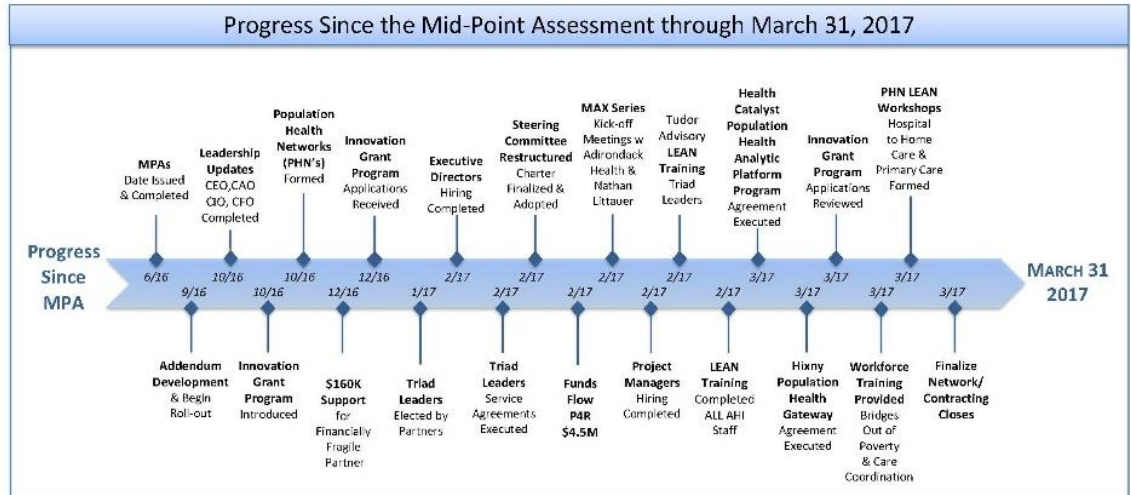 Progress Since the Mid-Point Assessment through March 31, 2017
MPAs
Date Issued
& Completed
Leadership
Updates
CEO,CAO
CIO, CFO
Completed
Population
Health
Networks
(PHN's)
Formed
Innovation
Grant
Program
Applications
Received
Executive
Directors
Hiring
Completed
Steering
Committee
Restructured
Charter
Finalized &
Adopted
MAX Series
Kick-off
Meetings w
Adirondack
Health &
Nathan
Littauer
Tudor
Advisory
LEAN
Training
Triad
Leaders
Health
Catalyst
Population
Health
Analytic
Platform
Program
Agreement
Executed
Innovation
Grant
Program
Applications
Reviewed
PHN LEAN
Workshops
Hospital
to Home
Care &
Primary Care
Formed
Progress
Since
MPA
6/16
10/16
10/16
12/16
2/17
2/17
2/17
2/17
3/17
3/17
3/17
9/16
10/16
12/16
1/17
2/17
2/17
2/17
2/17
3/17
3/17
3/17
MARCH 31
2017
Addendum
Development
& Begin
Roll-out
Innovation
Grant
Program
Introduced
$160K
Support
for
Financially
Fragile
Partner
Triad
Leaders
Elected by
Partners
Triad
Leaders
Service
Agreements
Executed
Funds
Flow
P4R
$4.5M
Project
Managers
Hiring
Completed
LEAN
Training
Completed
ALL AHI
Staff
Hixny
Population
Health
Gateway
Agreement
Executed
Workforce
Training
Provided
Bridges
Out of
Poverty
& Care
Coordination
Finalize
Network/
Contracting
Closes